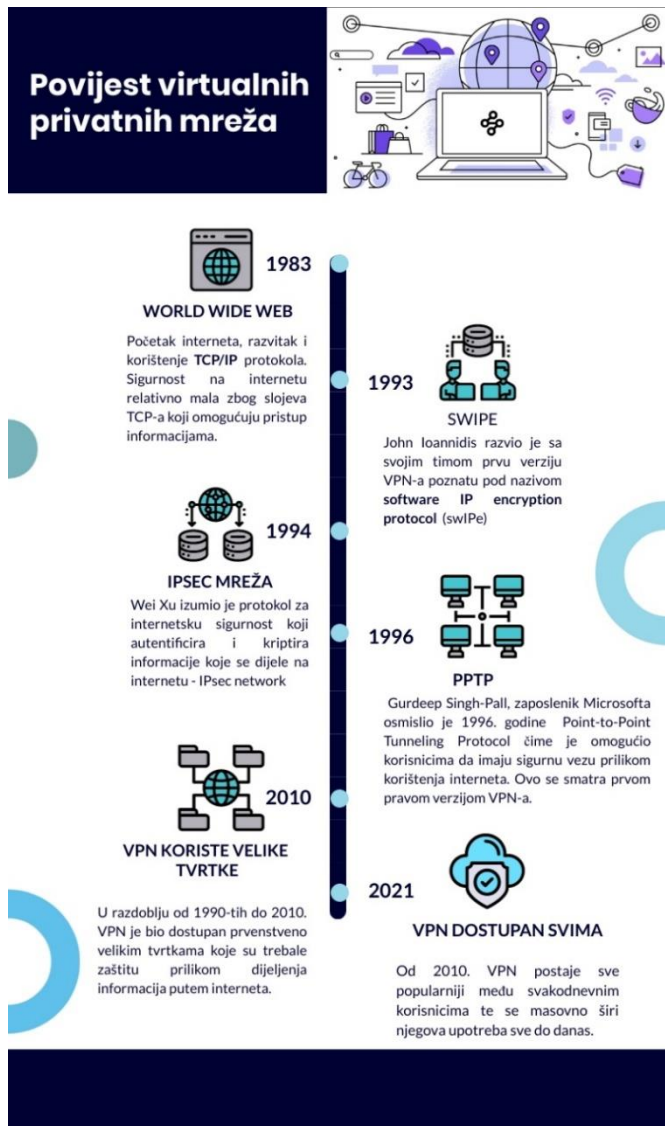 Povijest virtualnih
privatnih mreža
1983
WORLD WIDE WEB
Početak interneta, razvitak i
korištenje TCP/IP protokola.
Sigurnost na internetu
relativno mala zbog slojeva
TCP-a koji omogućuju pristup
informacijama.
1993
SWIPE
John Ioannidis razvio je sa
svojim timom prvu verziju
VPN-a poznatu pod nazivom
software IP encryption
protocol (swIPe)
1994
IPSEC MREŽA
Wei Xu izumio je protokol za
internetsku sigurnost koji
autentificira i kriptira
informacije koje se dijele na
internetu - IPsec network
1996
PPTP
Gurdeep Singh-Pall, zaposlenik Microsofta
osmislio je 1996. godine Point-to-Point
Tunneling Protocol čime je omogućio
korisnicima da imaju sigurnu vezu prilikom
korištenja interneta. Ovo se smatra prvom
pravom verzijom VPN-a.
2010
VPN KORISTE VELIKE
TVRTKE
U razdoblju od 1990-tih do 2010.
VPN je bio dostupan prvenstveno
velikim tvrtkama koje su trebale
zaštitu prilikom dijeljenja
informacija putem interneta.
2021
VPN DOSTUPAN SVIMA
Od 2010. VPN postaje sve
popularniji među svakodnevnim
korisnicima te se masovno širi
njegova upotreba sve do danas.